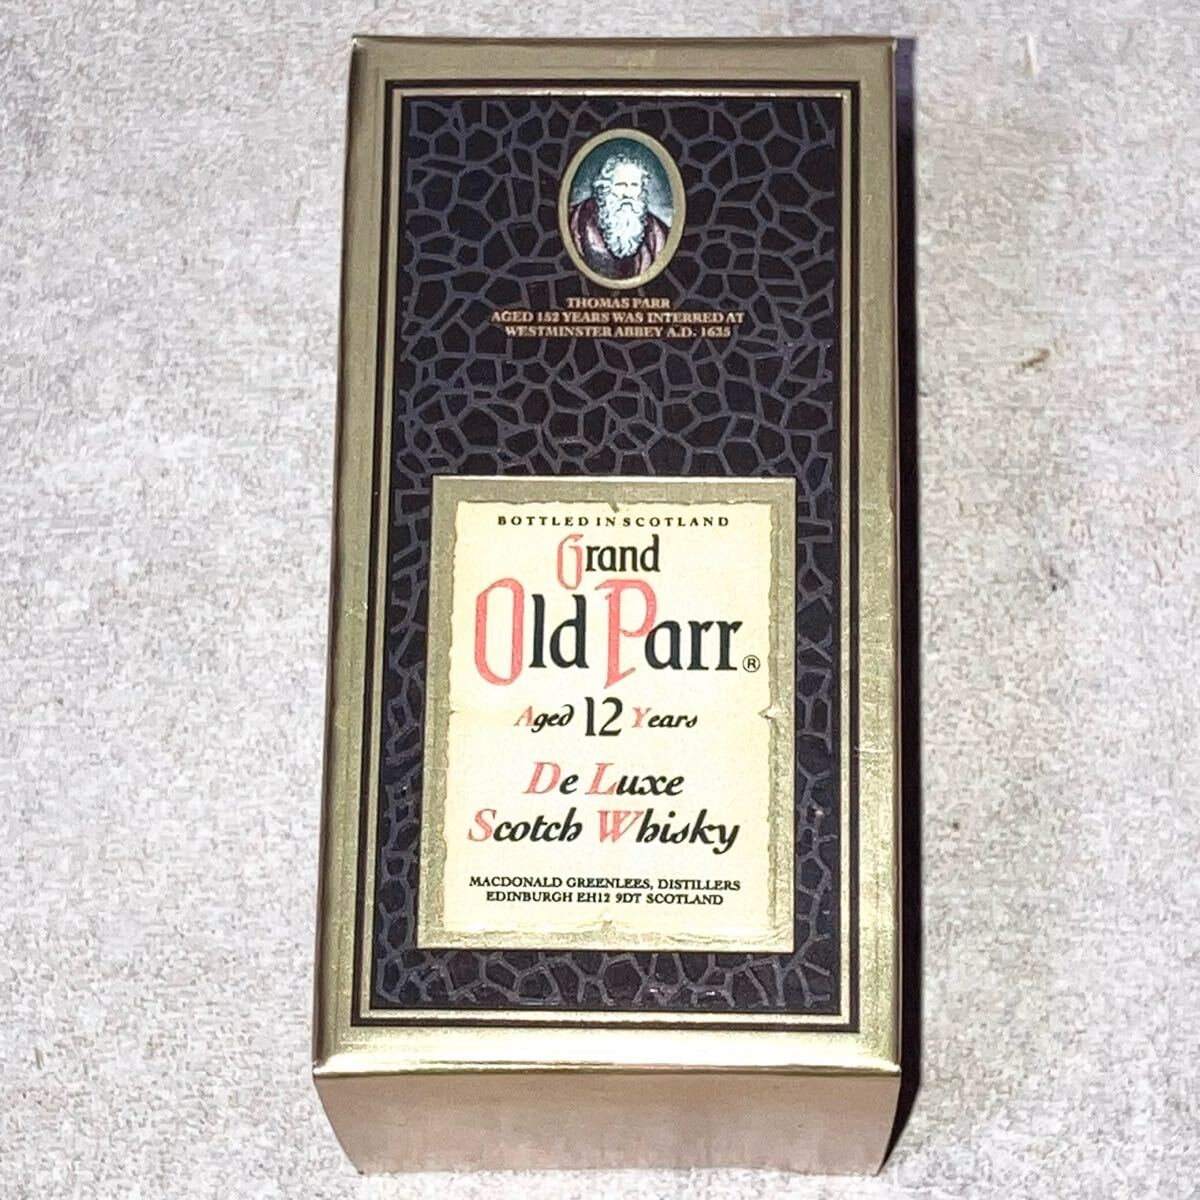 THOMAS PARR
AGED 152 YEARS WAS INTERRED AT
WESTMINSTER ABBEY A.D. 1635
BOTTLED IN SCOTLAND
Grand
Old Parr®
Aged 12 Years
De Luxe
Scotch Whisky
MACDONALD GREENLEES, DISTILLERS
EDINBURGH EH12 9DT SCOTLAND